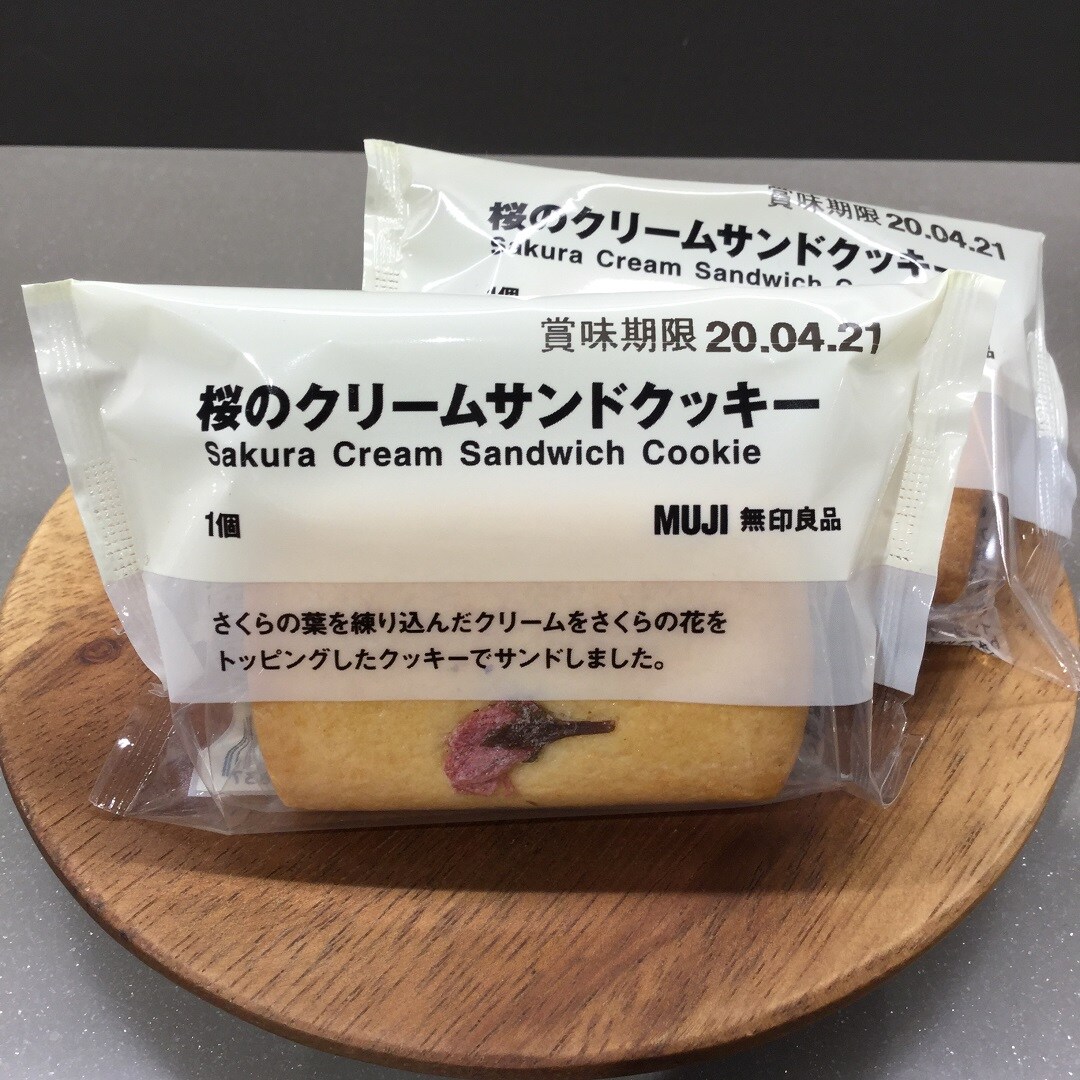 賞味期限 20.04.21
桜のクリームサンドクッキー
Sakura Cream Sandwich
1個
賞味期限 20.04.21
桜のクリームサンドクッキー
Sakura Cream Sandwich Cookie
1個
MUJI 無印良品
さくらの葉を練り込んだクリームをさくらの花を
トッピングしたクッキーでサンドしました。